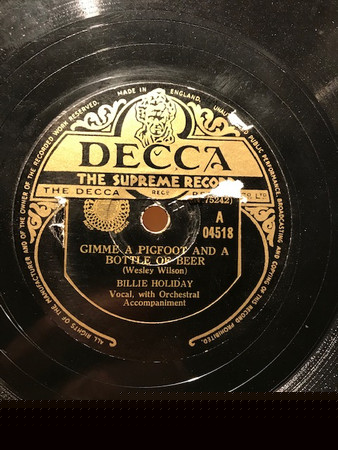 MADE IN ENGLAND.
AND OF THE OWNER OF THE RECORDED WORK RESERVED.
PUBLIC PERFORMANCE, BROADCASTING AND COPYING OF THIS RECORD PROHIBITED.
ALL RIGHTS OF THE MANUFACTURER
DECCA
THE SUPREME RECORD
THE DECCA
LTD
75242)
A
04518
GIMME A PIGFOOT AND A
BOTTLE OF BEER
(Wesley Wilson)
BILLIE HOLIDAY
Vocal, with Orchestral
Accompaniment